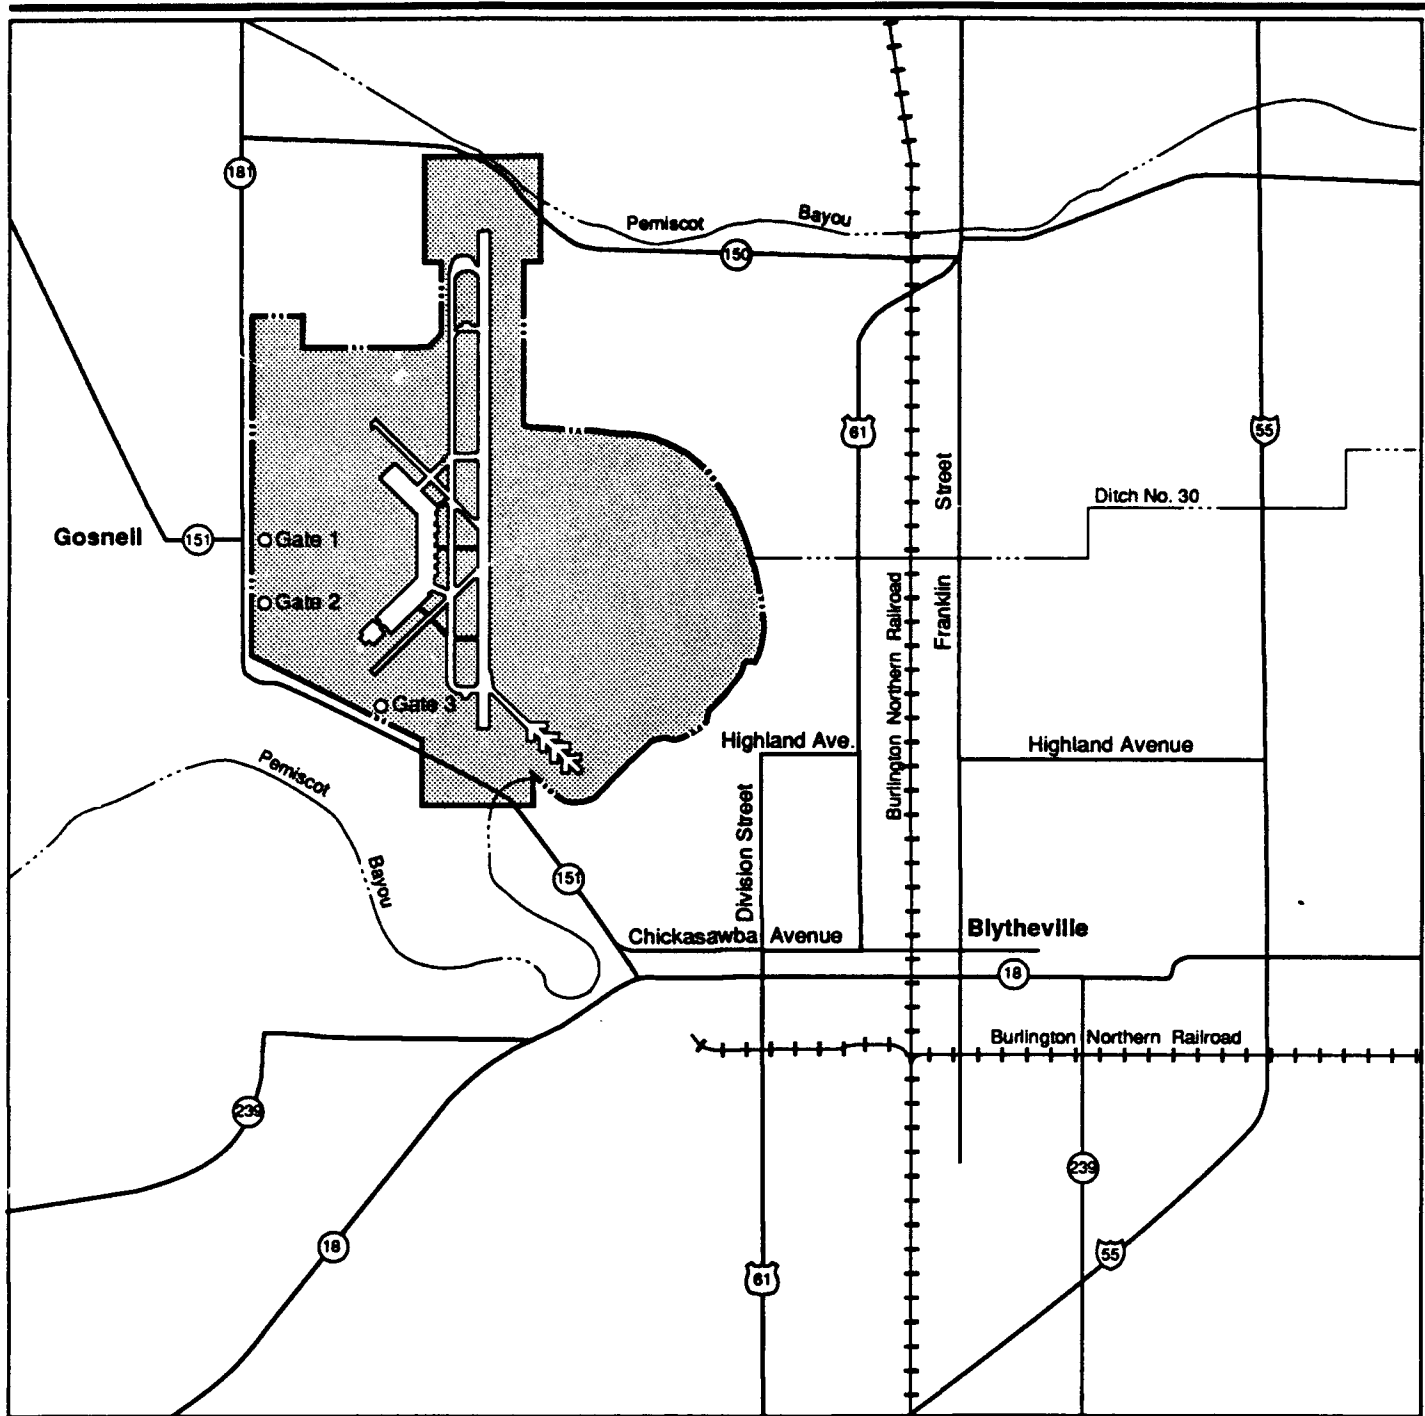 181
Pemiscot
Bayou
150
61
55
Street
Ditch No. 30
Gosnell
151
Gate 1
Gate 2
Burlington Northern Railroad
Franklin
Gate 3
Highland Ave.
Highland Avenue
Pemiscot
Division Street
Bayou
151
Chickasawba Avenue
Blytheville
18
Burlington Northern Railroad
239
239
18
55
61